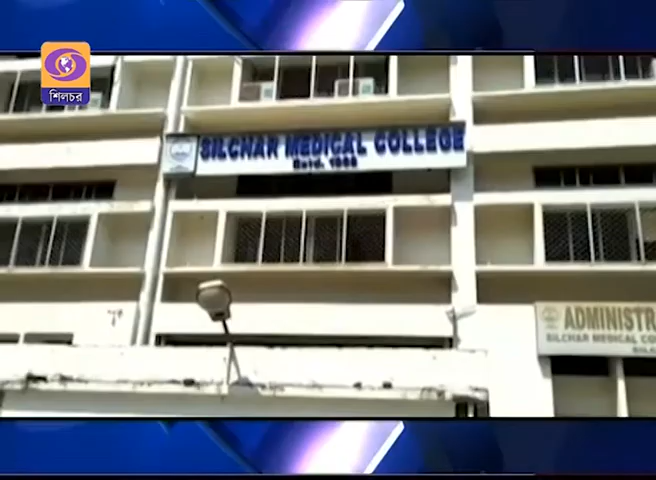 শিলচর
SILCHAR MEDICAL COLLEGE
Estd. 1968
ADMINISTR
SILCHAR MEDICAL CO